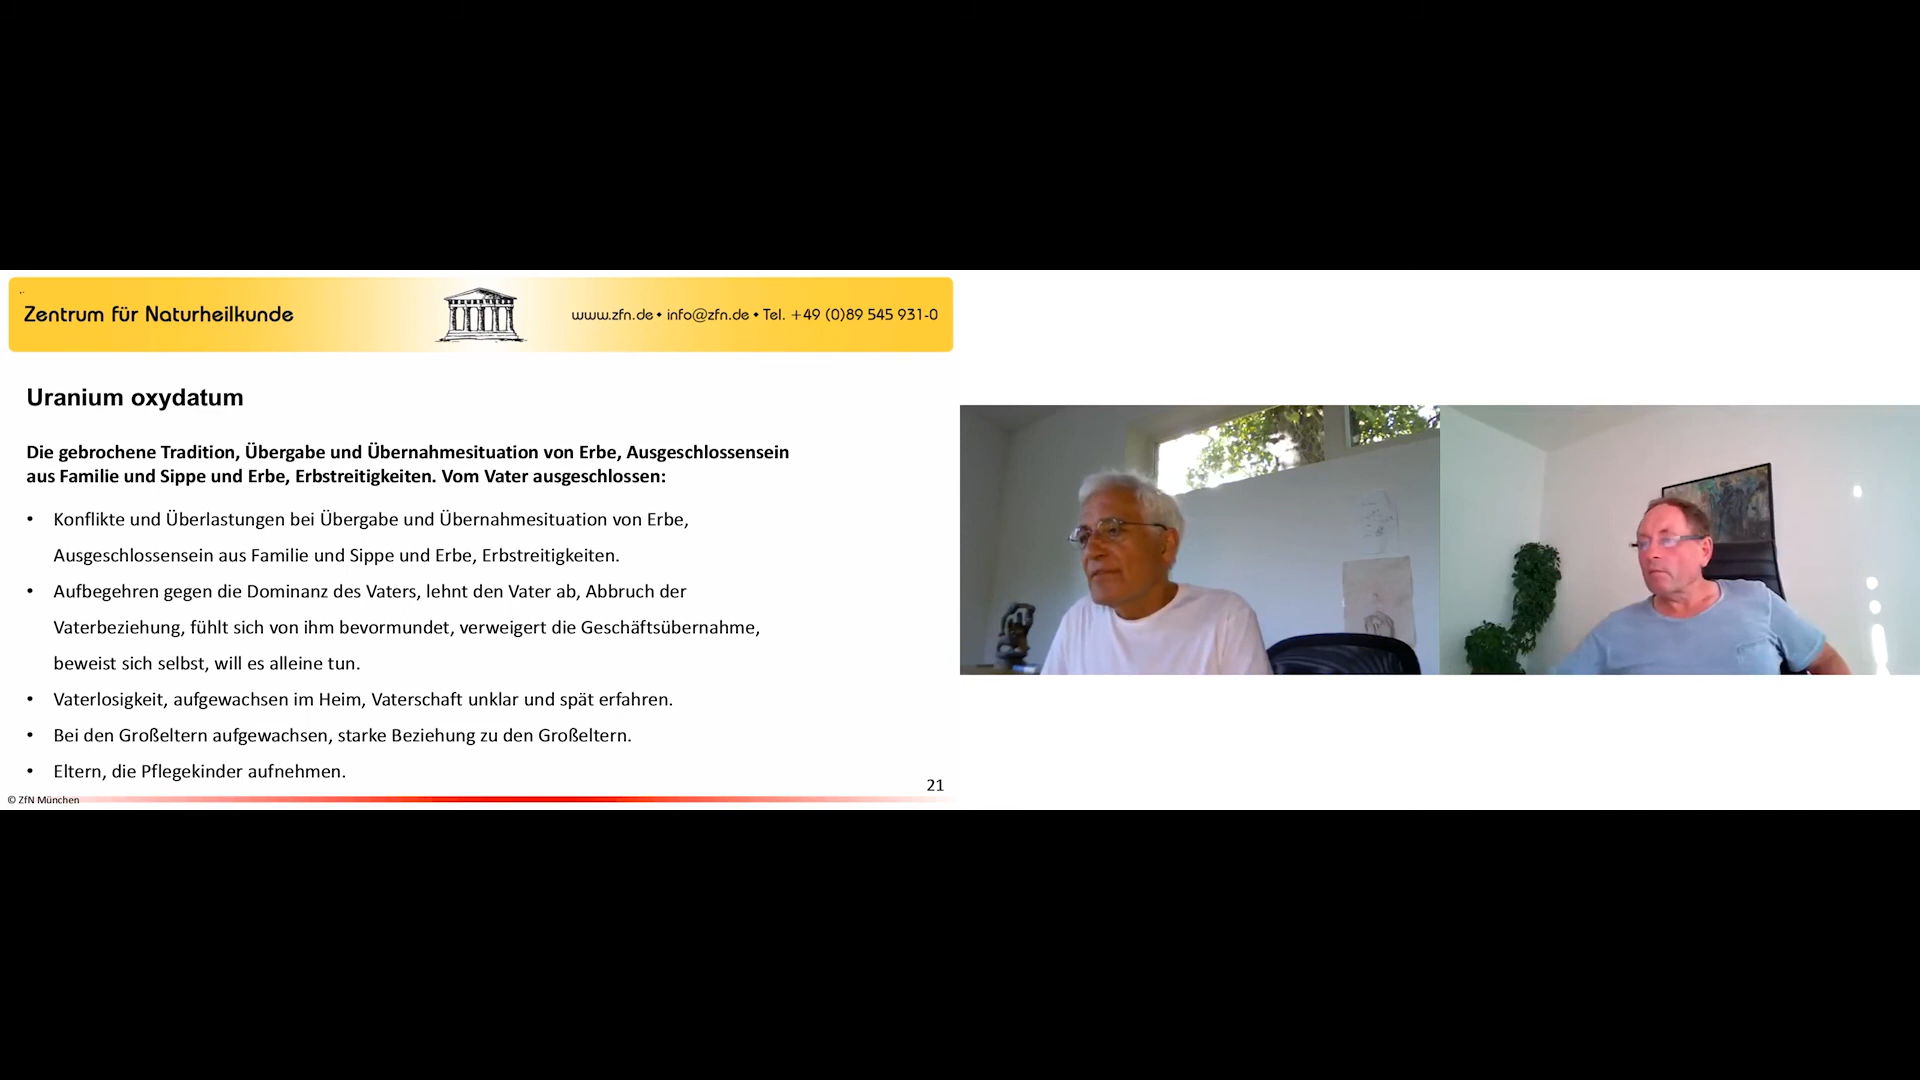 Zentrum für Naturheilkunde
www.zfn.de • info@zfn.de • Tel. +49 (0)89 545 931-0
Uranium oxydatum
Die gebrochene Tradition, Übergabe und Übernahmesituation von Erbe, Ausgeschlossensein
aus Familie und Sippe und Erbe, Erbstreitigkeiten. Vom Vater ausgeschlossen:
• Konflikte und Überlastungen bei Übergabe und Übernahmesituation von Erbe,
Ausgeschlossensein aus Familie und Sippe und Erbe, Erbstreitigkeiten.
• Aufbegehren gegen die Dominanz des Vaters, lehnt den Vater ab, Abbruch der
Vaterbeziehung, fühlt sich von ihm bevormundet, verweigert die Geschäftsübernahme,
beweist sich selbst, will es alleine tun.
• Vaterlosigkeit, aufgewachsen im Heim, Vaterschaft unklar und spät erfahren.
• Bei den Großeltern aufgewachsen, starke Beziehung zu den Großeltern.
• Eltern, die Pflegekinder aufnehmen.
21
© ZfN München